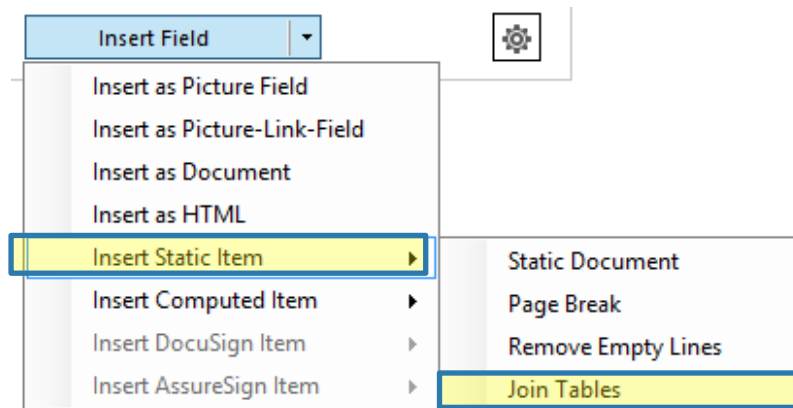 Insert Field
Insert as Picture Field
Insert as Picture-Link-Field
Insert as Document
Insert as HTML
Insert Static Item
Insert Computed Item
Insert DocuSign Item
Insert AssureSign Item
Static Document
Page Break
Remove Empty Lines
Join Tables